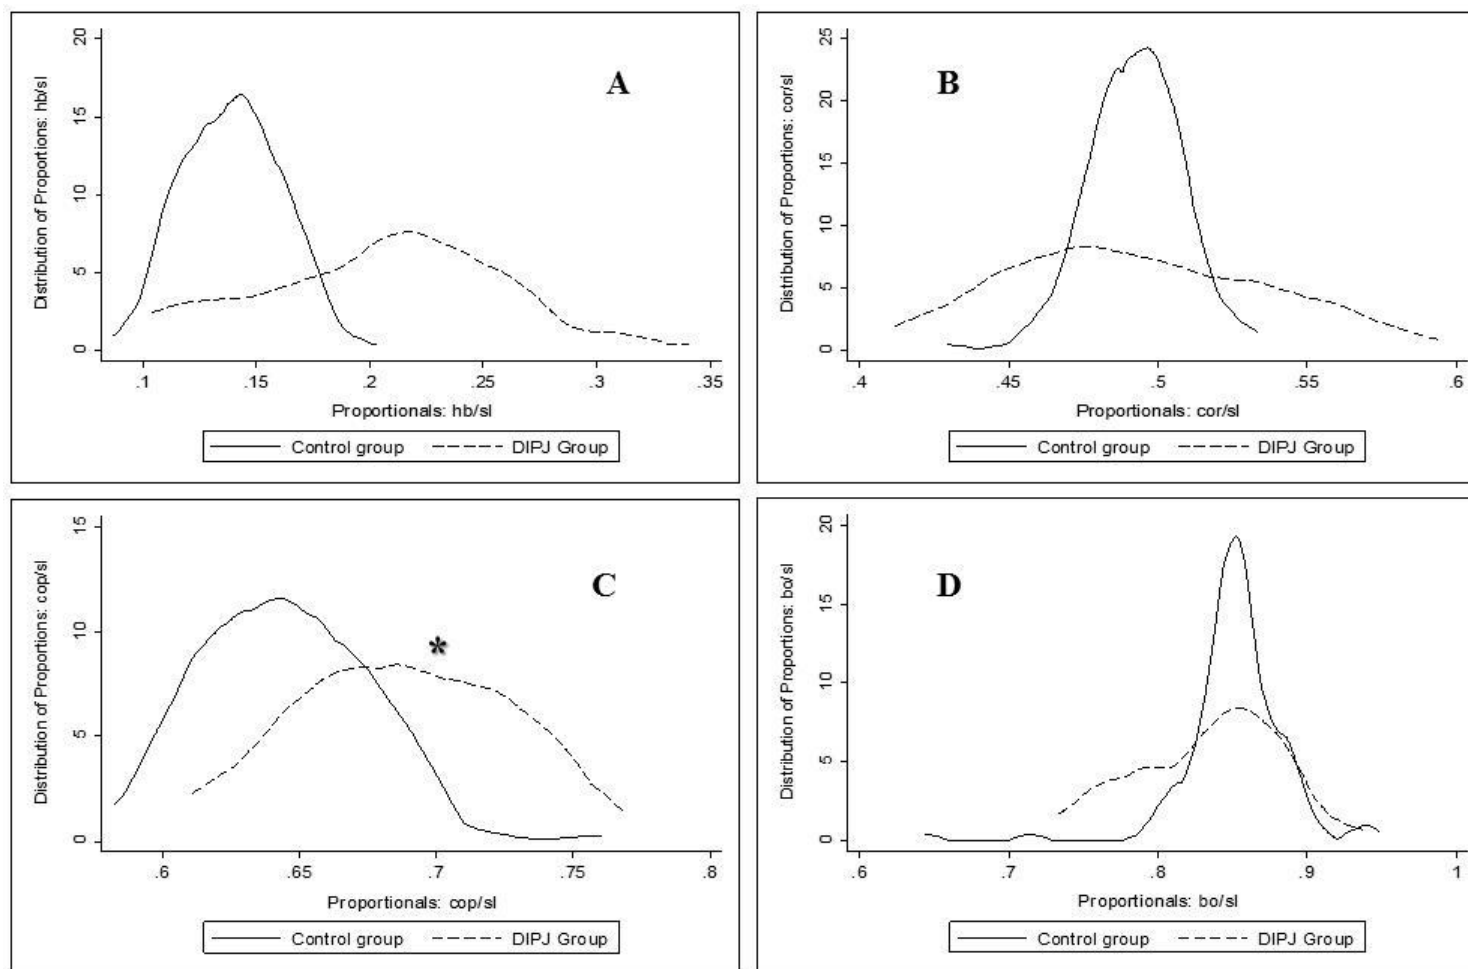 A
Distribution of Proportions: hb/sl
20
15
10
5
0
.1 .15 .2 .25 .3 .35
Proportionals: hb/sl
Control group DIPJ Group
B
Distribution of Proportions: cor/sl
25
20
15
10
5
0
.4 .45 .5 .55 .6
Proportionals: cor/sl
Control group DIPJ Group
C
*
Distribution of Proportions: cop/sl
15
10
5
0
.6 .65 .7 .75 .8
Proportionals: cop/sl
Control group DIPJ Group
D
Distribution of Proportions: bo/sl
20
15
10
5
0
.6 .7 .8 .9 1
Proportionals: bo/sl
Control group DIPJ Group